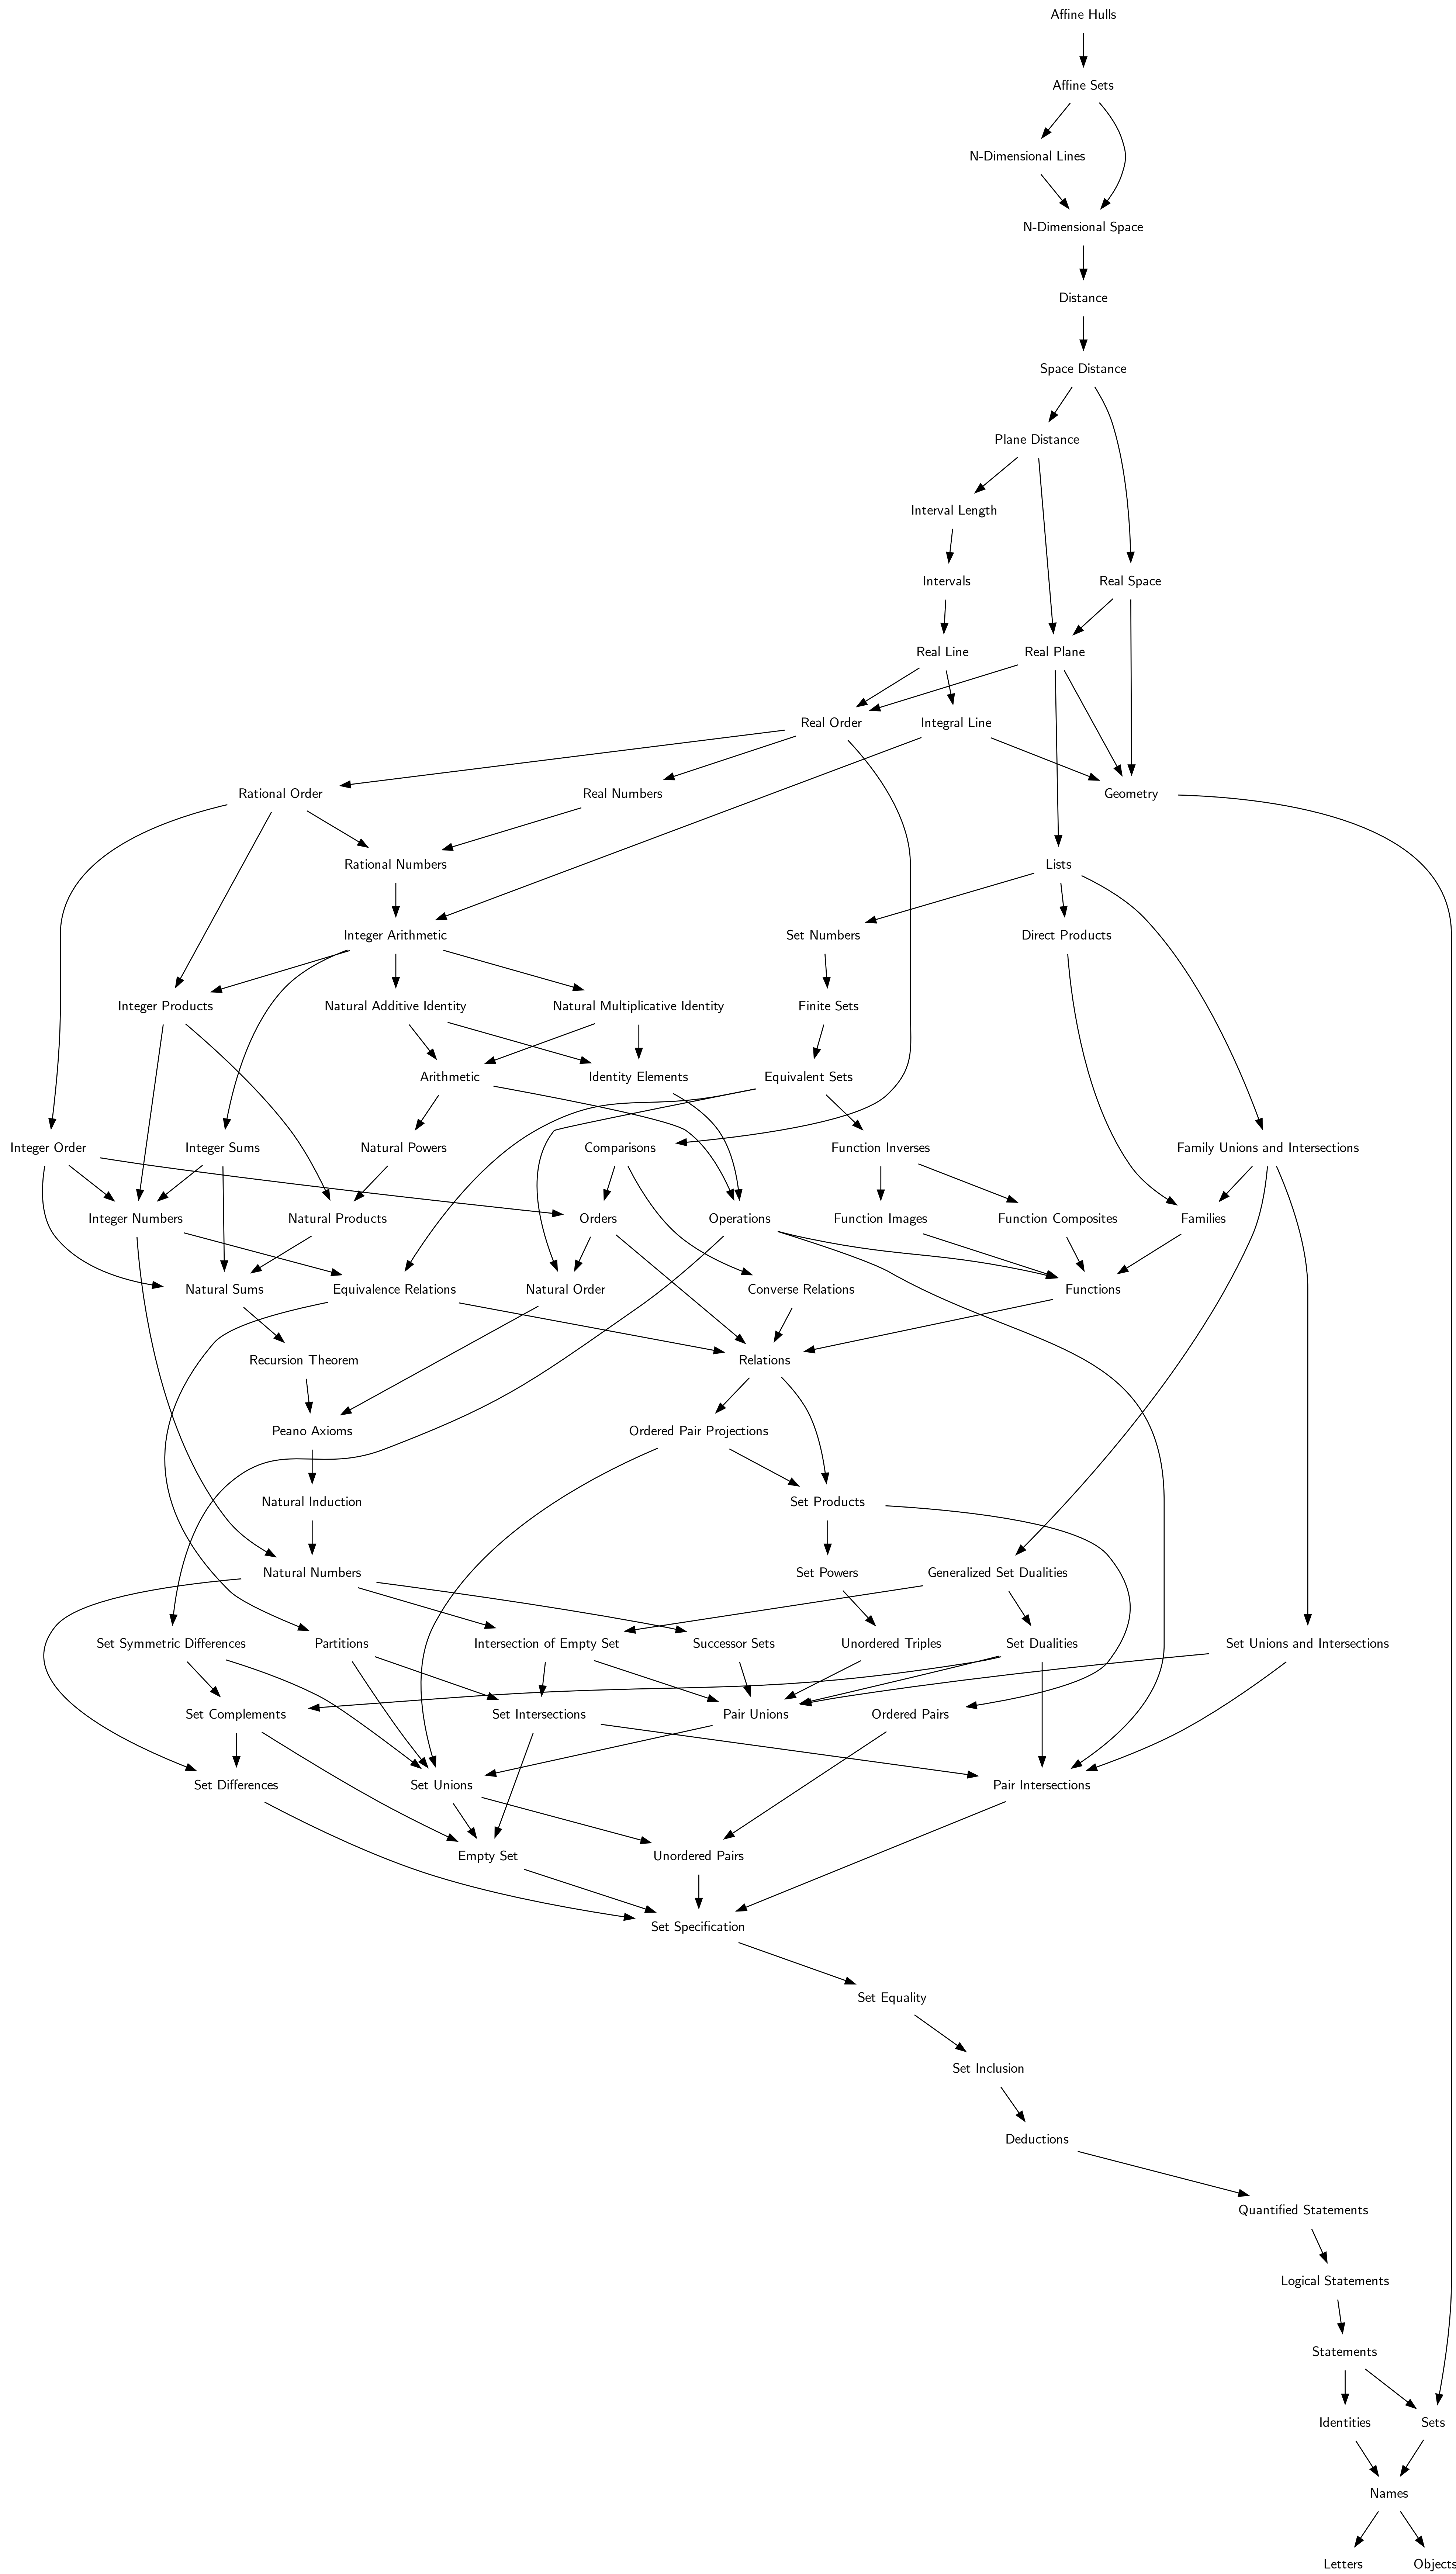 Affine Hulls
Affine Sets
N-Dimensional Lines
N-Dimensional Space
Distance
Space Distance
Plane Distance
Interval Length
Intervals
Real Space
Real Line
Real Plane
Real Order
Integral Line
Rational Order
Real Numbers
Geometry
Rational Numbers
Lists
Integer Arithmetic
Set Numbers
Direct Products
Integer Products
Natural Additive Identity
Natural Multiplicative Identity
Finite Sets
Arithmetic
Identity Elements
Equivalent Sets
Integer Order
Integer Sums
Natural Powers
Comparisons
Function Inverses
Family Unions and Intersections
Integer Numbers
Natural Products
Orders
Operations
Function Images
Function Composites
Families
Natural Sums
Equivalence Relations
Natural Order
Converse Relations
Functions
Recursion Theorem
Relations
Peano Axioms
Ordered Pair Projections
Natural Induction
Set Products
Natural Numbers
Set Powers
Generalized Set Dualities
Set Symmetric Differences
Partitions
Intersection of Empty Set
Successor Sets
Unordered Triples
Set Dualities
Set Unions and Intersections
Set Complements
Set Intersections
Pair Unions
Ordered Pairs
Set Differences
Set Unions
Pair Intersections
Empty Set
Unordered Pairs
Set Specification
Set Equality
Set Inclusion
Deductions
Quantified Statements
Logical Statements
Statements
Identities
Sets
Names
Letters
Objects